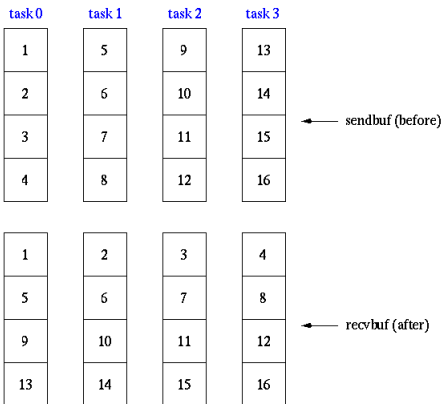 task 0 task 1 task 2 task 3
1 5 9 13
2 6 10 14
sendbuf (before)
3 7 11 15
4 8 12 16
1 2 3 4
5 6 7 8
recvbuf (after)
9 10 11 12
13 14 15 16